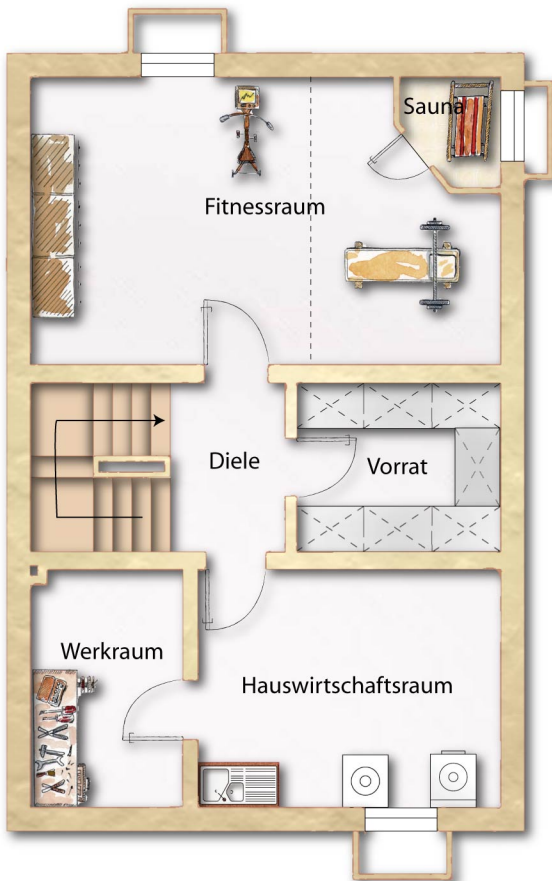 Sauna
Fitnessraum
Diele
Vorrat
Werkraum
Hauswirtschaftsraum